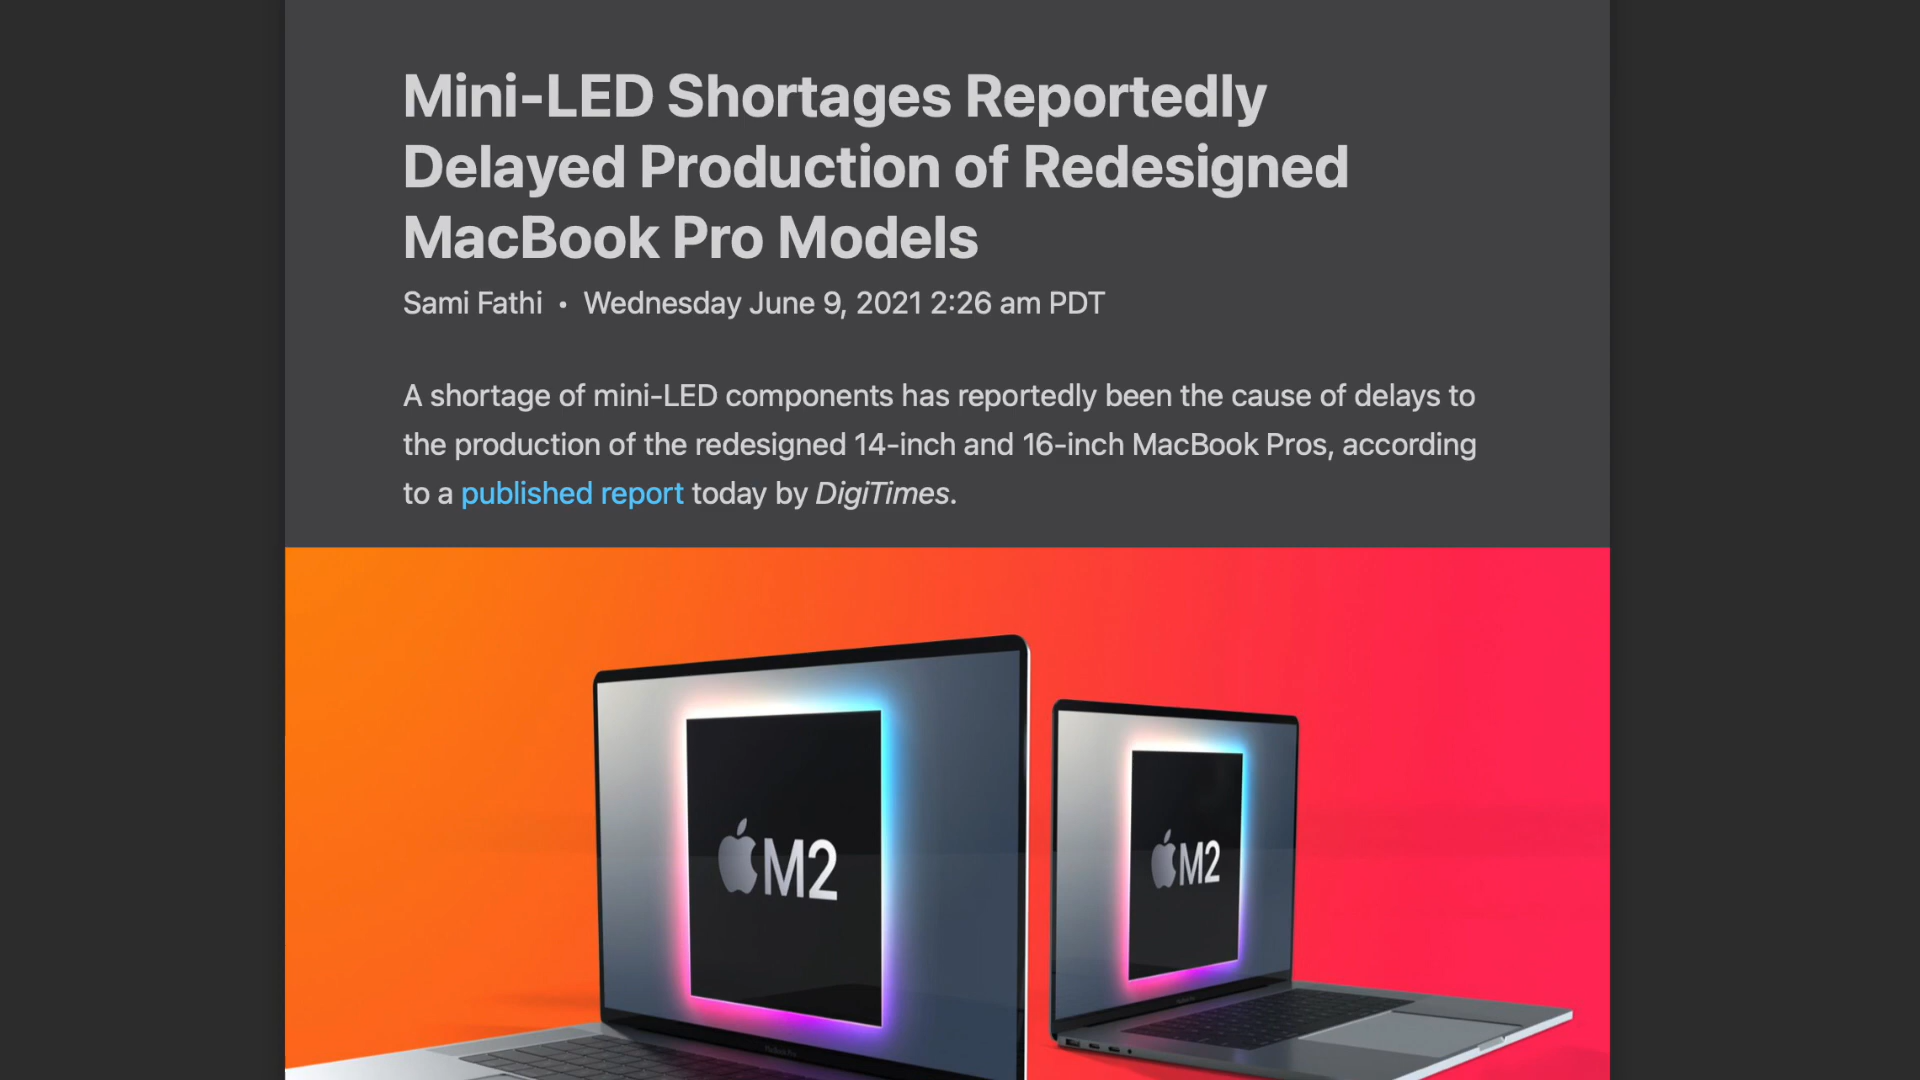 Mini-LED Shortages Reportedly
Delayed Production of Redesigned
MacBook Pro Models
Sami Fathi • Wednesday June 9, 2021 2:26 am PDT
A shortage of mini-LED components has reportedly been the cause of delays to
the production of the redesigned 14-inch and 16-inch MacBook Pros, according
to a published report today by DigiTimes.
M2
M2
MacBook Pro